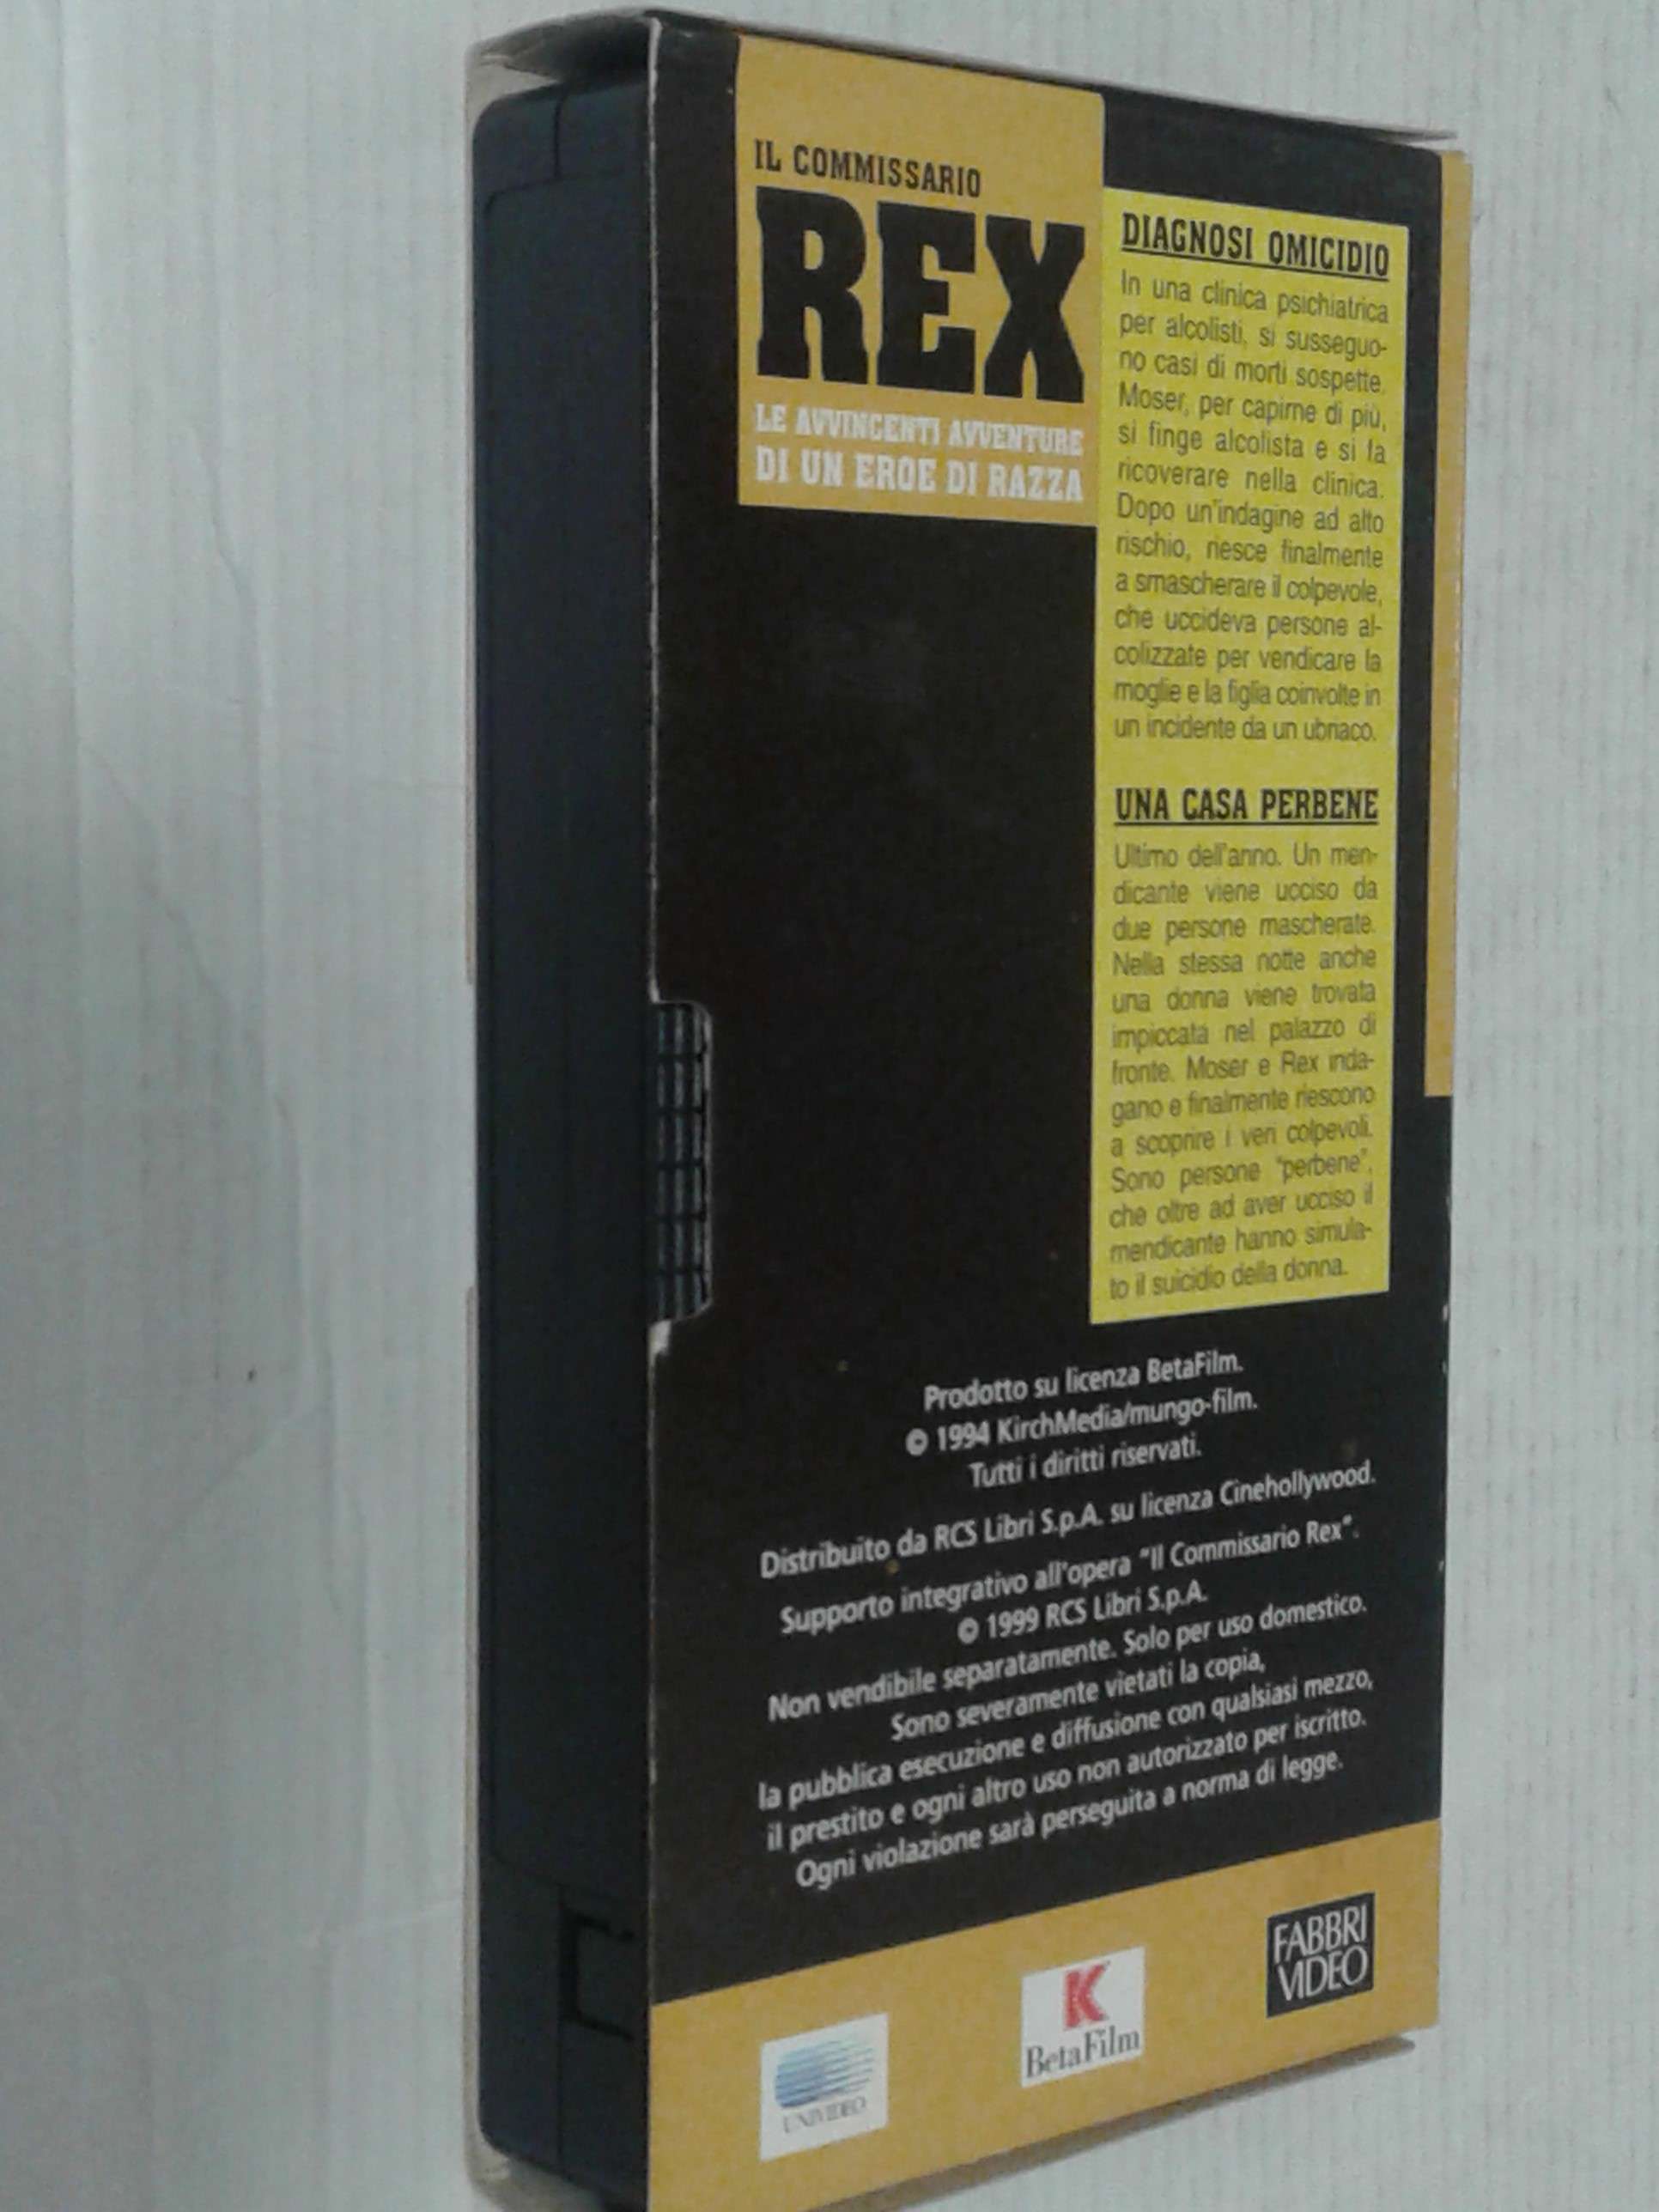 IL COMMISSARIO
REX
LE AVVINCENTI AVVENTURE
DI UN EROE DI RAZZA
DIAGNOSI OMICIDIO
In una clinica psichiatrica
per alcolisti, si susseguo-
no casi di morti sospette.
Moser, per capirne di più,
si finge alcolista e si fa
ricoverare nella clinica.
Dopo un'indagine ad alto
rischio, riesce finalmente
a smascherare il colpevole,
che uccideva persone al-
colizzate per vendicare la
moglie e la figlia coinvolte in
un incidente da un ubriaco.
UNA CASA PERBENE
Ultimo dell'anno. Un men-
dicante viene ucciso da
due persone mascherate.
Nella stessa notte anche
una donna viene trovata
impiccata nel palazzo di
fronte. Moser e Rex inda-
gano e finalmente riescono
a scoprire i veri colpevoli.
Sono persone "perbene",
che oltre ad aver ucciso il
mendicante hanno simula-
to il suicidio della donna.
Prodotto su licenza BetaFilm.
© 1994 KirchMedia/mungo-film.
Tutti i diritti riservati.
Distribuito da RCS Libri S.p.A. su licenza Cinehollywood.
Supporto integrativo all'opera "Il Commissario Rex".
© 1999 RCS Libri S.p.A.
Non vendibile separatamente. Solo per uso domestico.
Sono severamente vietati la copia,
la pubblica esecuzione e diffusione con qualsiasi mezzo,
il prestito e ogni altro uso non autorizzato per iscritto.
Ogni violazione sarà perseguita a norma di legge.
UNIVIDEO
K
BetaFilm
FABBRI
VIDEO